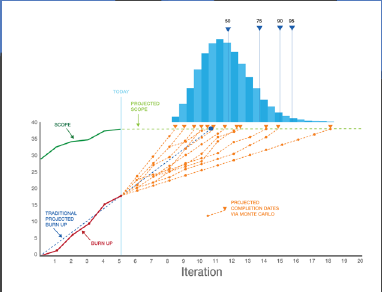 50 75 90 95
TODAY
PROJECTED
SCOPE
SCOPE
40
35
30
25
20
15
10
5
0
TRADITIONAL
PROJECTED
BURN UP
BURN UP
PROJECTED
COMPLETION DATES
VIA MONTE CARLO
0 1 2 3 4 5 6 7 8 9 10 11 12 13 14 15 16 17 18 19 20
Iteration